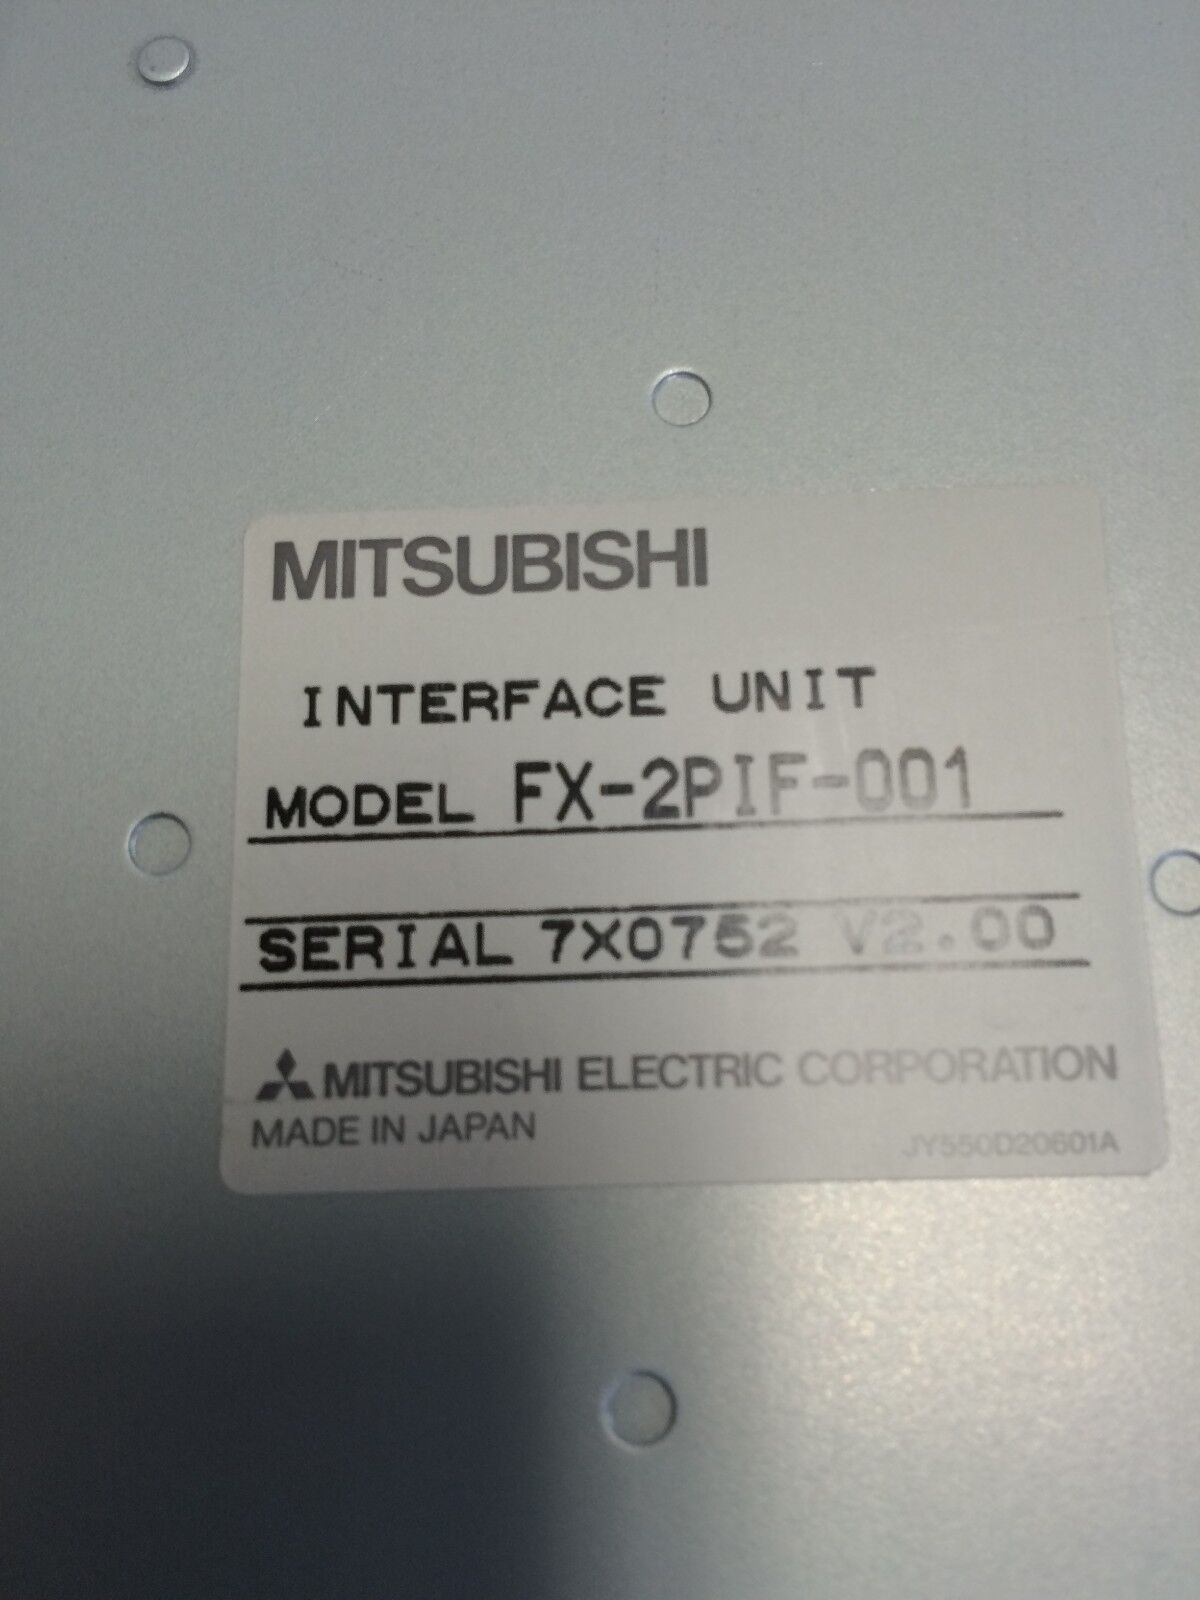 MITSUBISHI
INTERFACE UNIT
MODEL FX-2PIF-001
SERIAL 7X0752 V2.00
MITSUBISHI ELECTRIC CORPORATION
MADE IN JAPAN
JY550D20601A